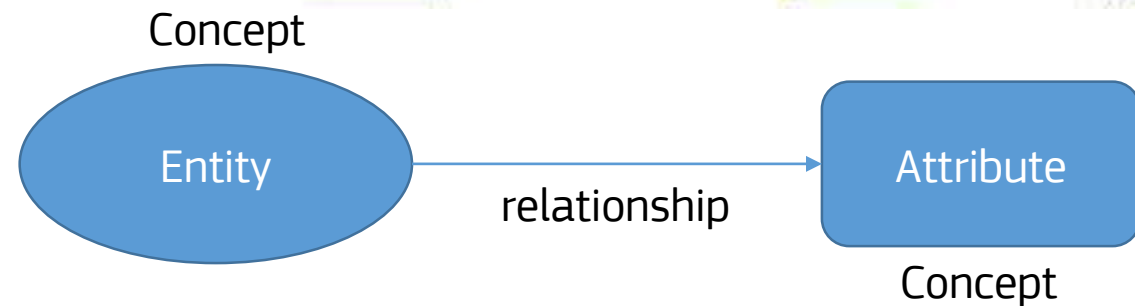 Concept
Entity
Attribute
relationship
Concept